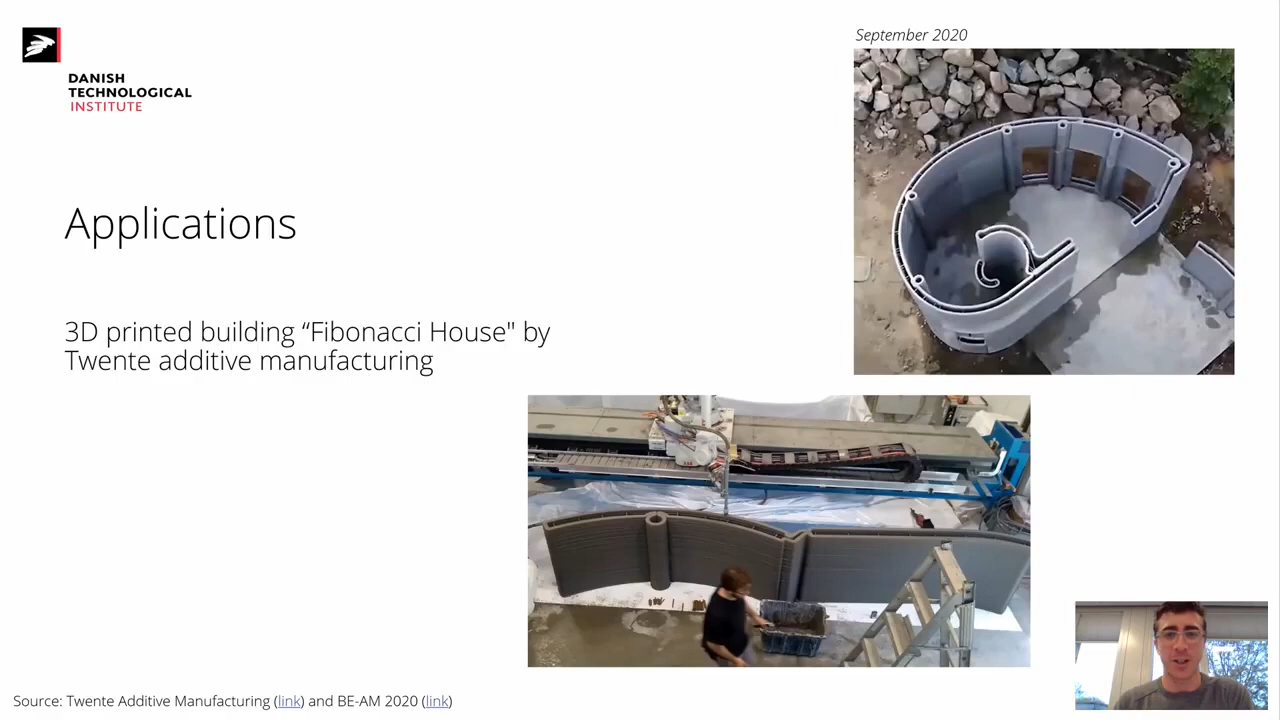 DANISH
TECHNOLOGICAL
INSTITUTE
September 2020
Applications
3D printed building “Fibonacci House" by
Twente additive manufacturing
Source: Twente Additive Manufacturing (link) and BE-AM 2020 (link)